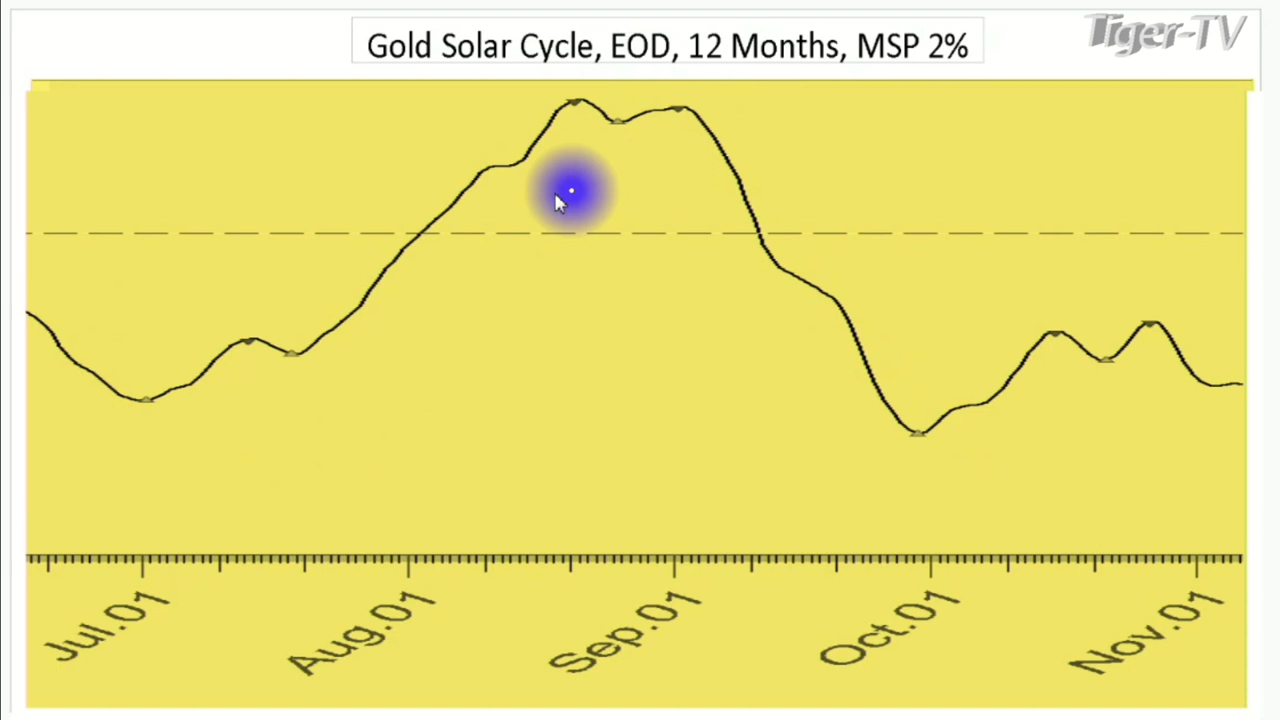 Gold Solar Cycle, EOD, 12 Months, MSP 2%
Tiger-TV
Jul.01
Aug.01
Sep.01
Oct.01
Nov.01